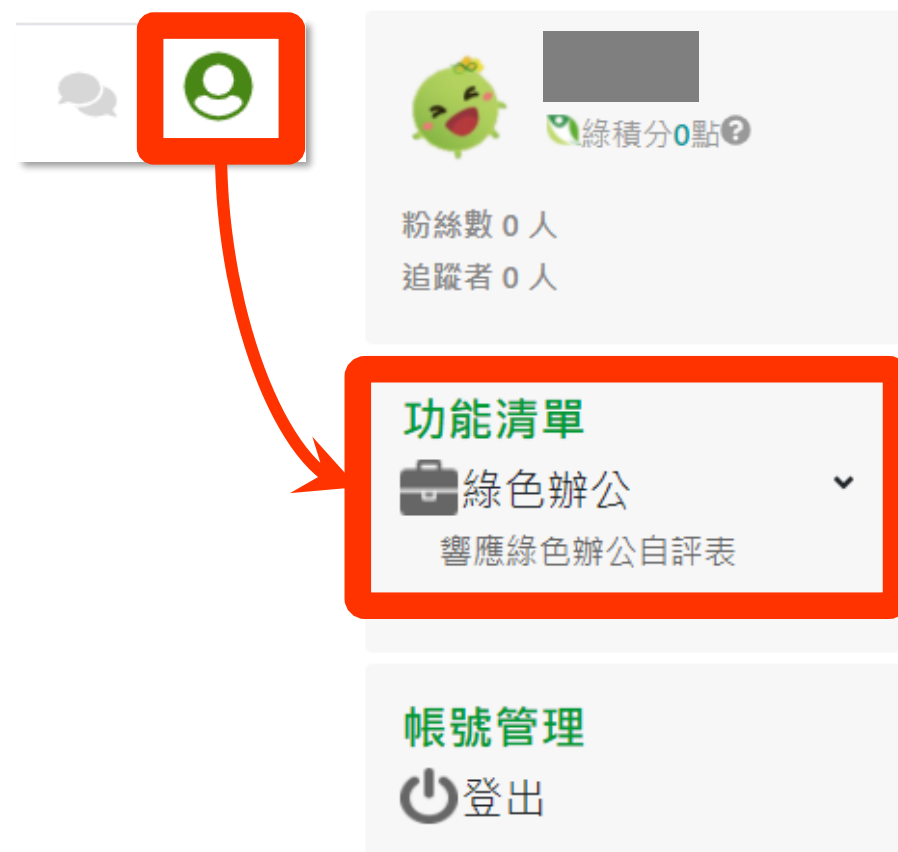 綠積分0點?
粉絲數 0 人
追蹤者 0 人
功能清單
綠色辦公
響應綠色辦公自評表
帳號管理
登出